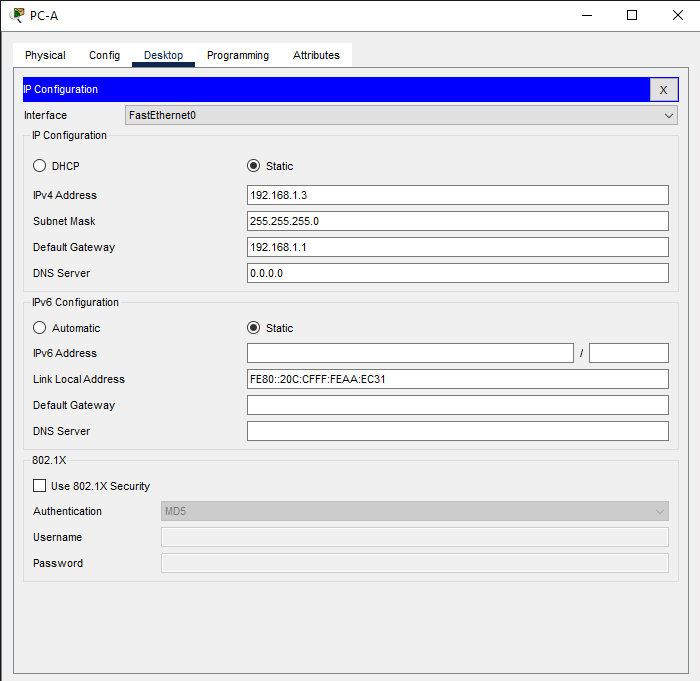 PC-A
Physical Config Desktop Programming Attributes
IP Configuration X
Interface FastEthernet0
IP Configuration
DHCP Static
IPv4 Address 192.168.1.3
Subnet Mask 255.255.255.0
Default Gateway 192.168.1.1
DNS Server 0.0.0.0
IPv6 Configuration
Automatic Static
IPv6 Address /
Link Local Address FE80::20C:CFFF:FEAA:EC31
Default Gateway
DNS Server
802.1X
Use 802.1X Security
Authentication MD5
Username
Password